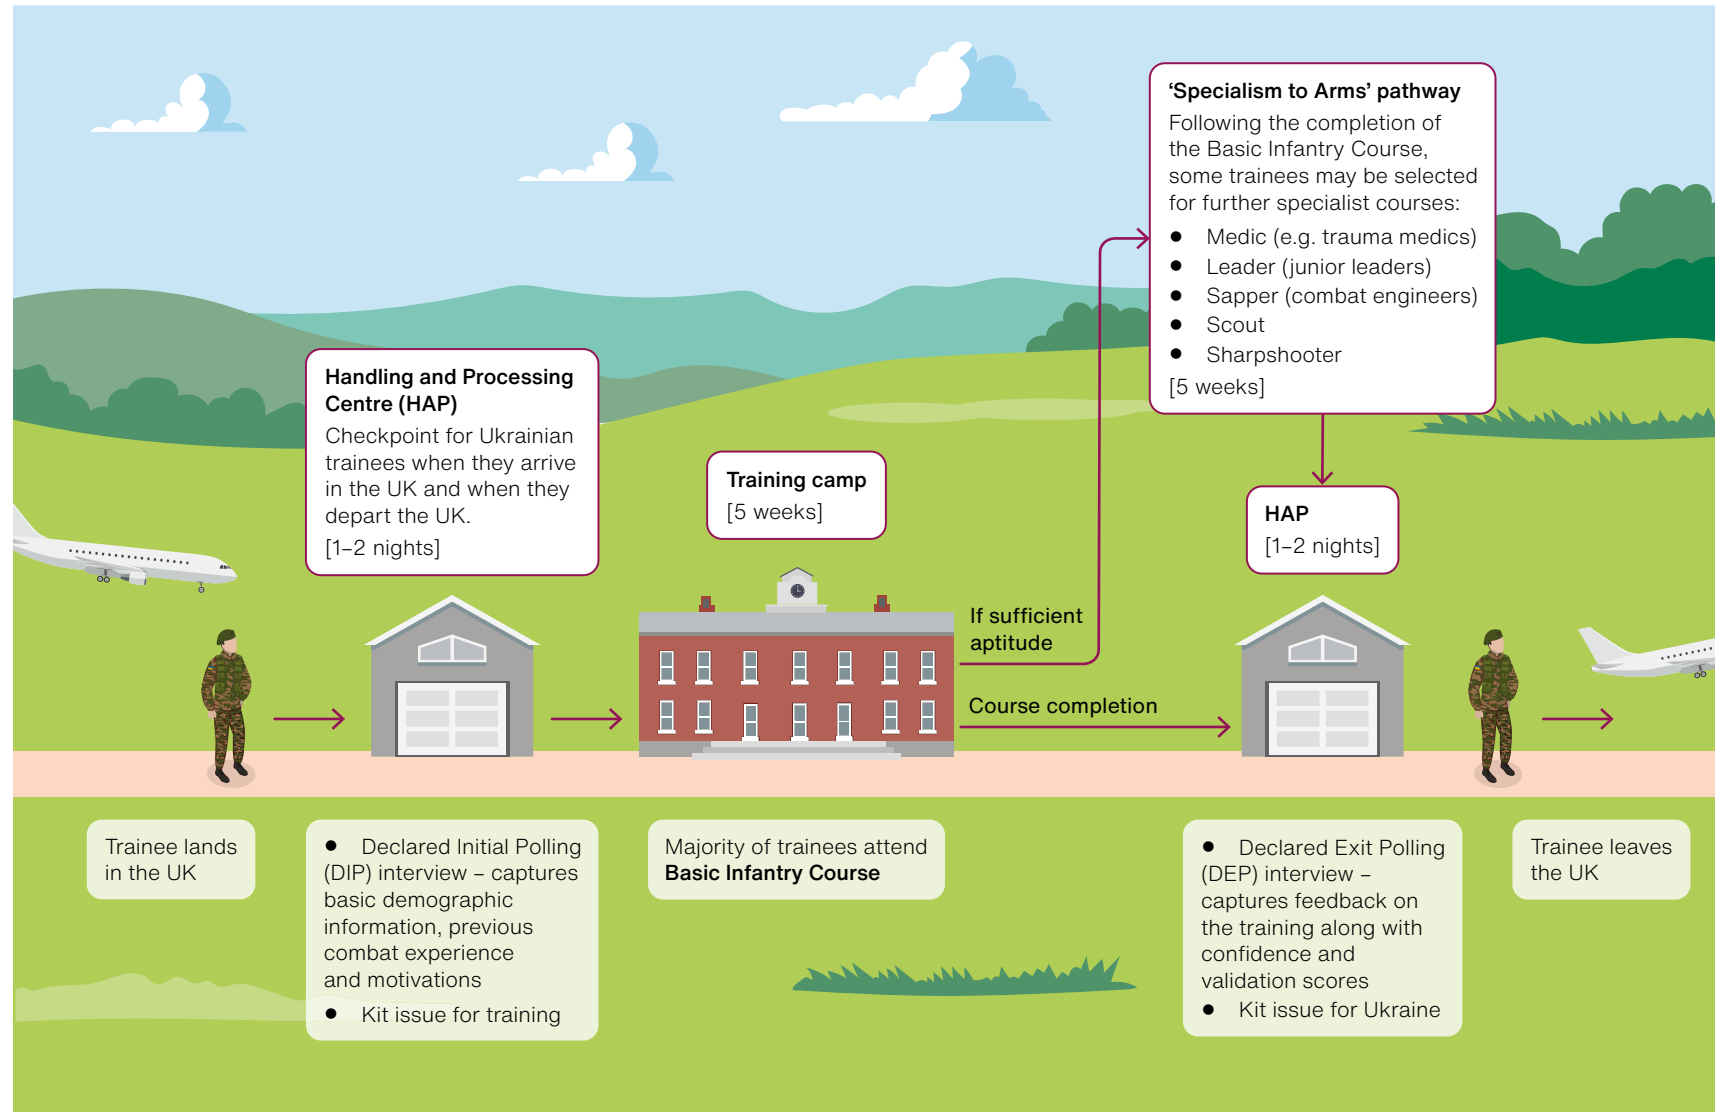 ‘Specialism to Arms’ pathway
Following the completion of
the Basic Infantry Course,
some trainees may be selected
for further specialist courses:
● Medic (e.g. trauma medics)
● Leader (junior leaders)
● Sapper (combat engineers)
● Scout
● Sharpshooter
[5 weeks]
Handling and Processing
Centre (HAP)
Checkpoint for Ukrainian
trainees when they arrive
in the UK and when they
depart the UK.
[1–2 nights]
Training camp
[5 weeks]
HAP
[1–2 nights]
If sufficient
aptitude
Course completion
Trainee lands
in the UK
● Declared Initial Polling
(DIP) interview – captures
basic demographic
information, previous
combat experience
and motivations
● Kit issue for training
Majority of trainees attend
Basic Infantry Course
● Declared Exit Polling
(DEP) interview –
captures feedback on
the training along with
confidence and
validation scores
● Kit issue for Ukraine
Trainee leaves
the UK